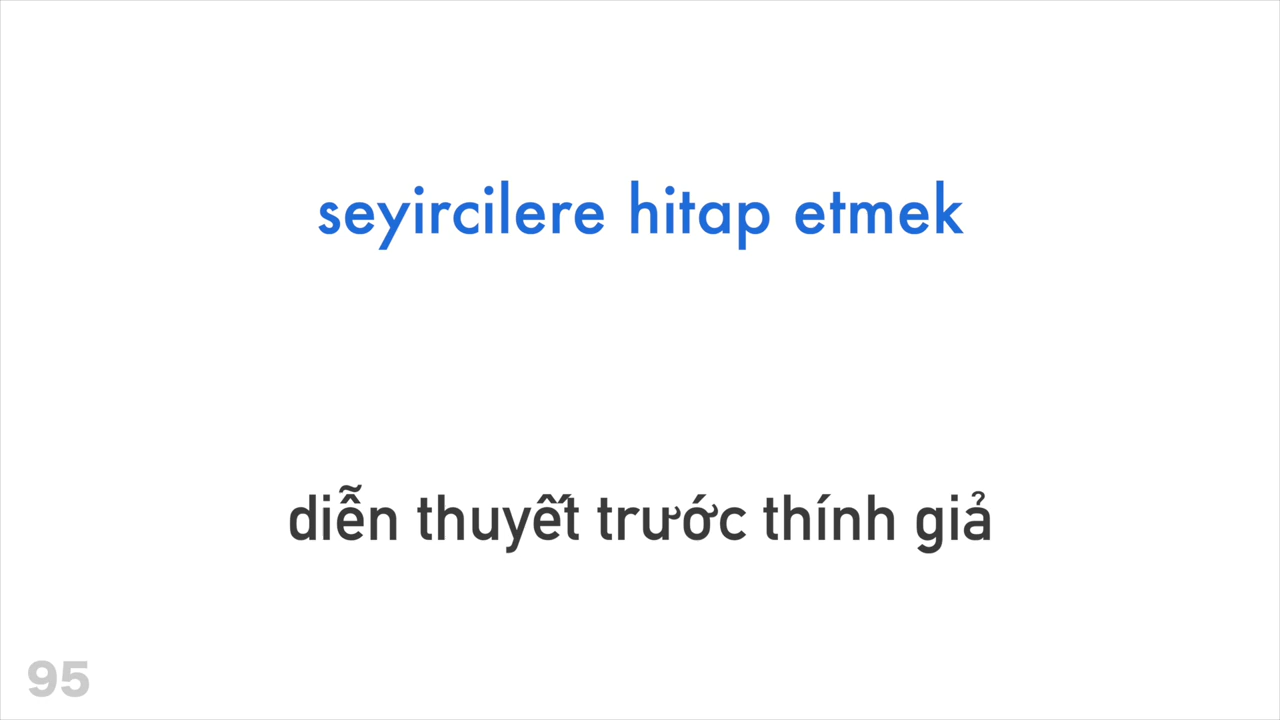 seyircilere hitap etmek
diễn thuyết trước thính giả
95